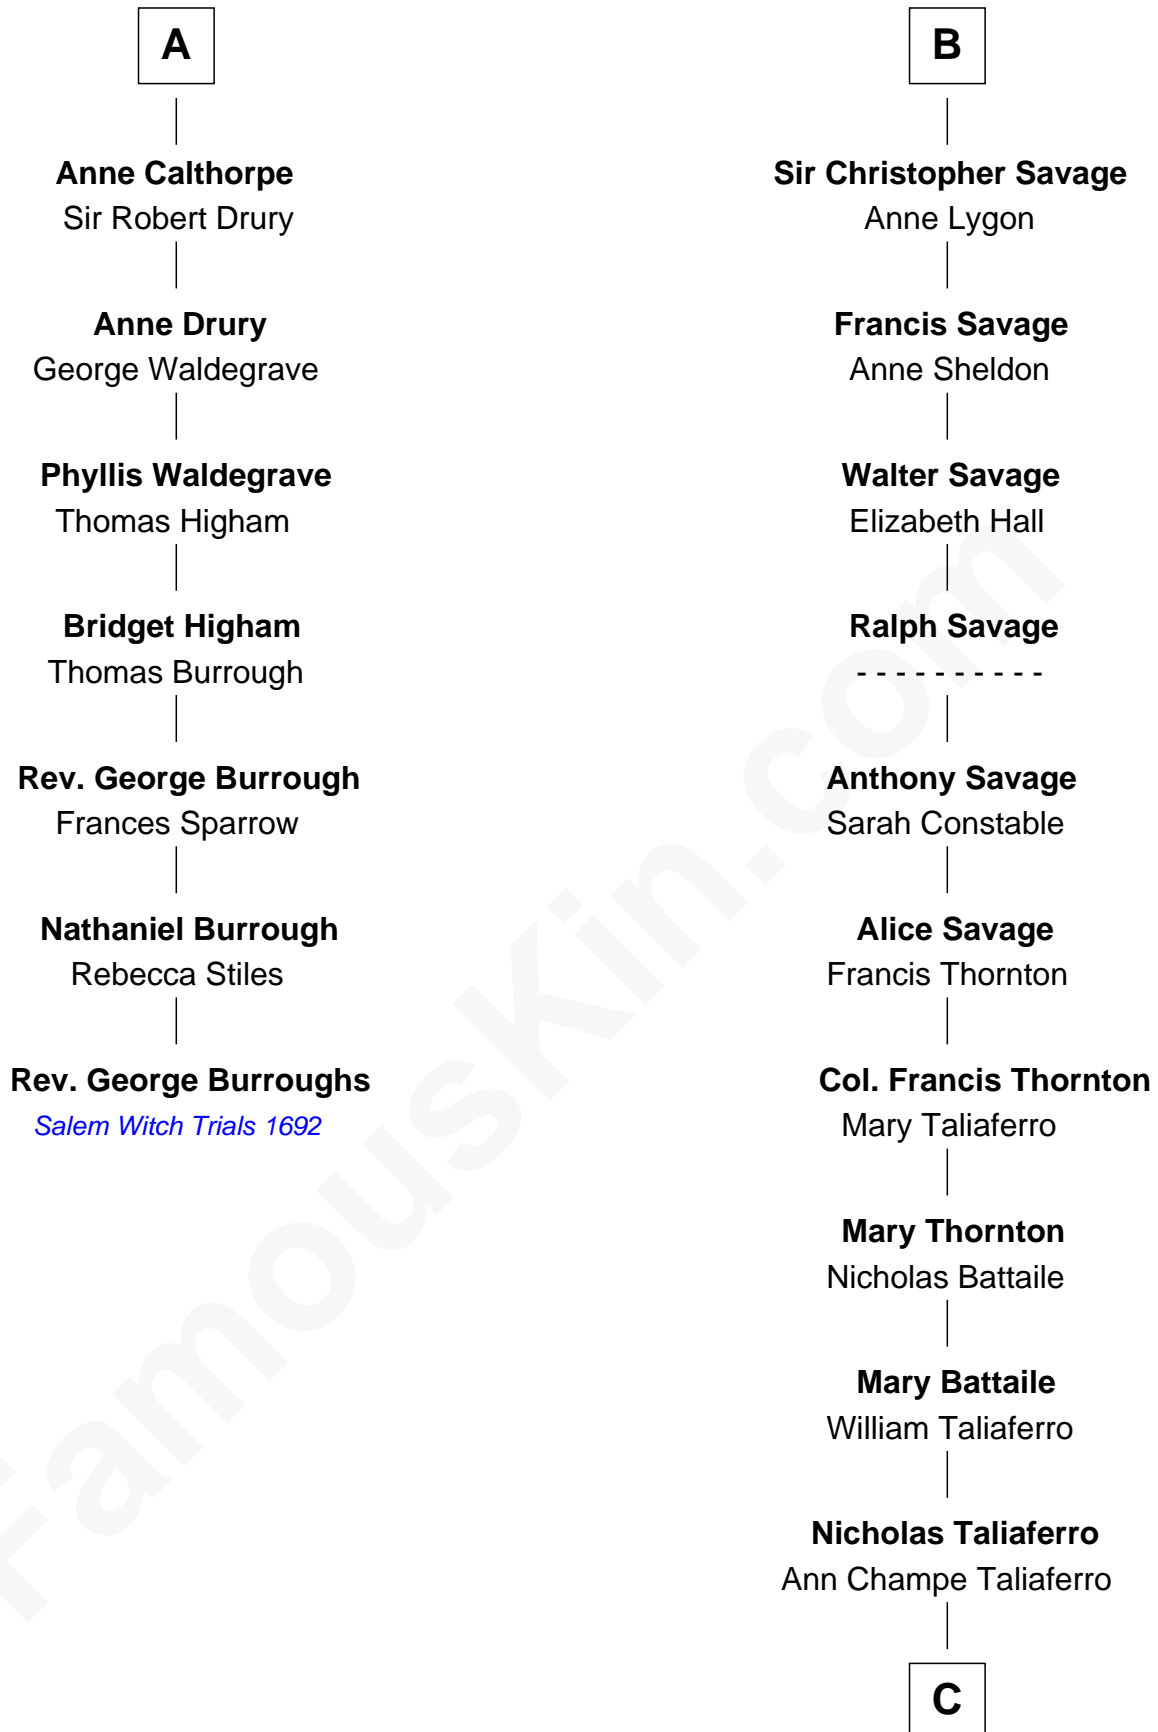 A
Anne Calthorpe
Sir Robert Drury
Anne Drury
George Waldegrave
Phyllis Waldegrave
Thomas Higham
Bridget Higham
Thomas Burrough
Rev. George Burrough
Frances Sparrow
Nathaniel Burrough
Rebecca Stiles
Rev. George Burroughs
Salem Witch Trials 1692
B
Sir Christopher Savage
Anne Lygon
Francis Savage
Anne Sheldon
Walter Savage
Elizabeth Hall
Ralph Savage
- - - - - - - - - -
Anthony Savage
Sarah Constable
Alice Savage
Francis Thornton
Col. Francis Thornton
Mary Taliaferro
Mary Thornton
Nicholas Battaile
Mary Battaile
William Taliaferro
Nicholas Taliaferro
Ann Champe Taliaferro
C
FamousKin.com